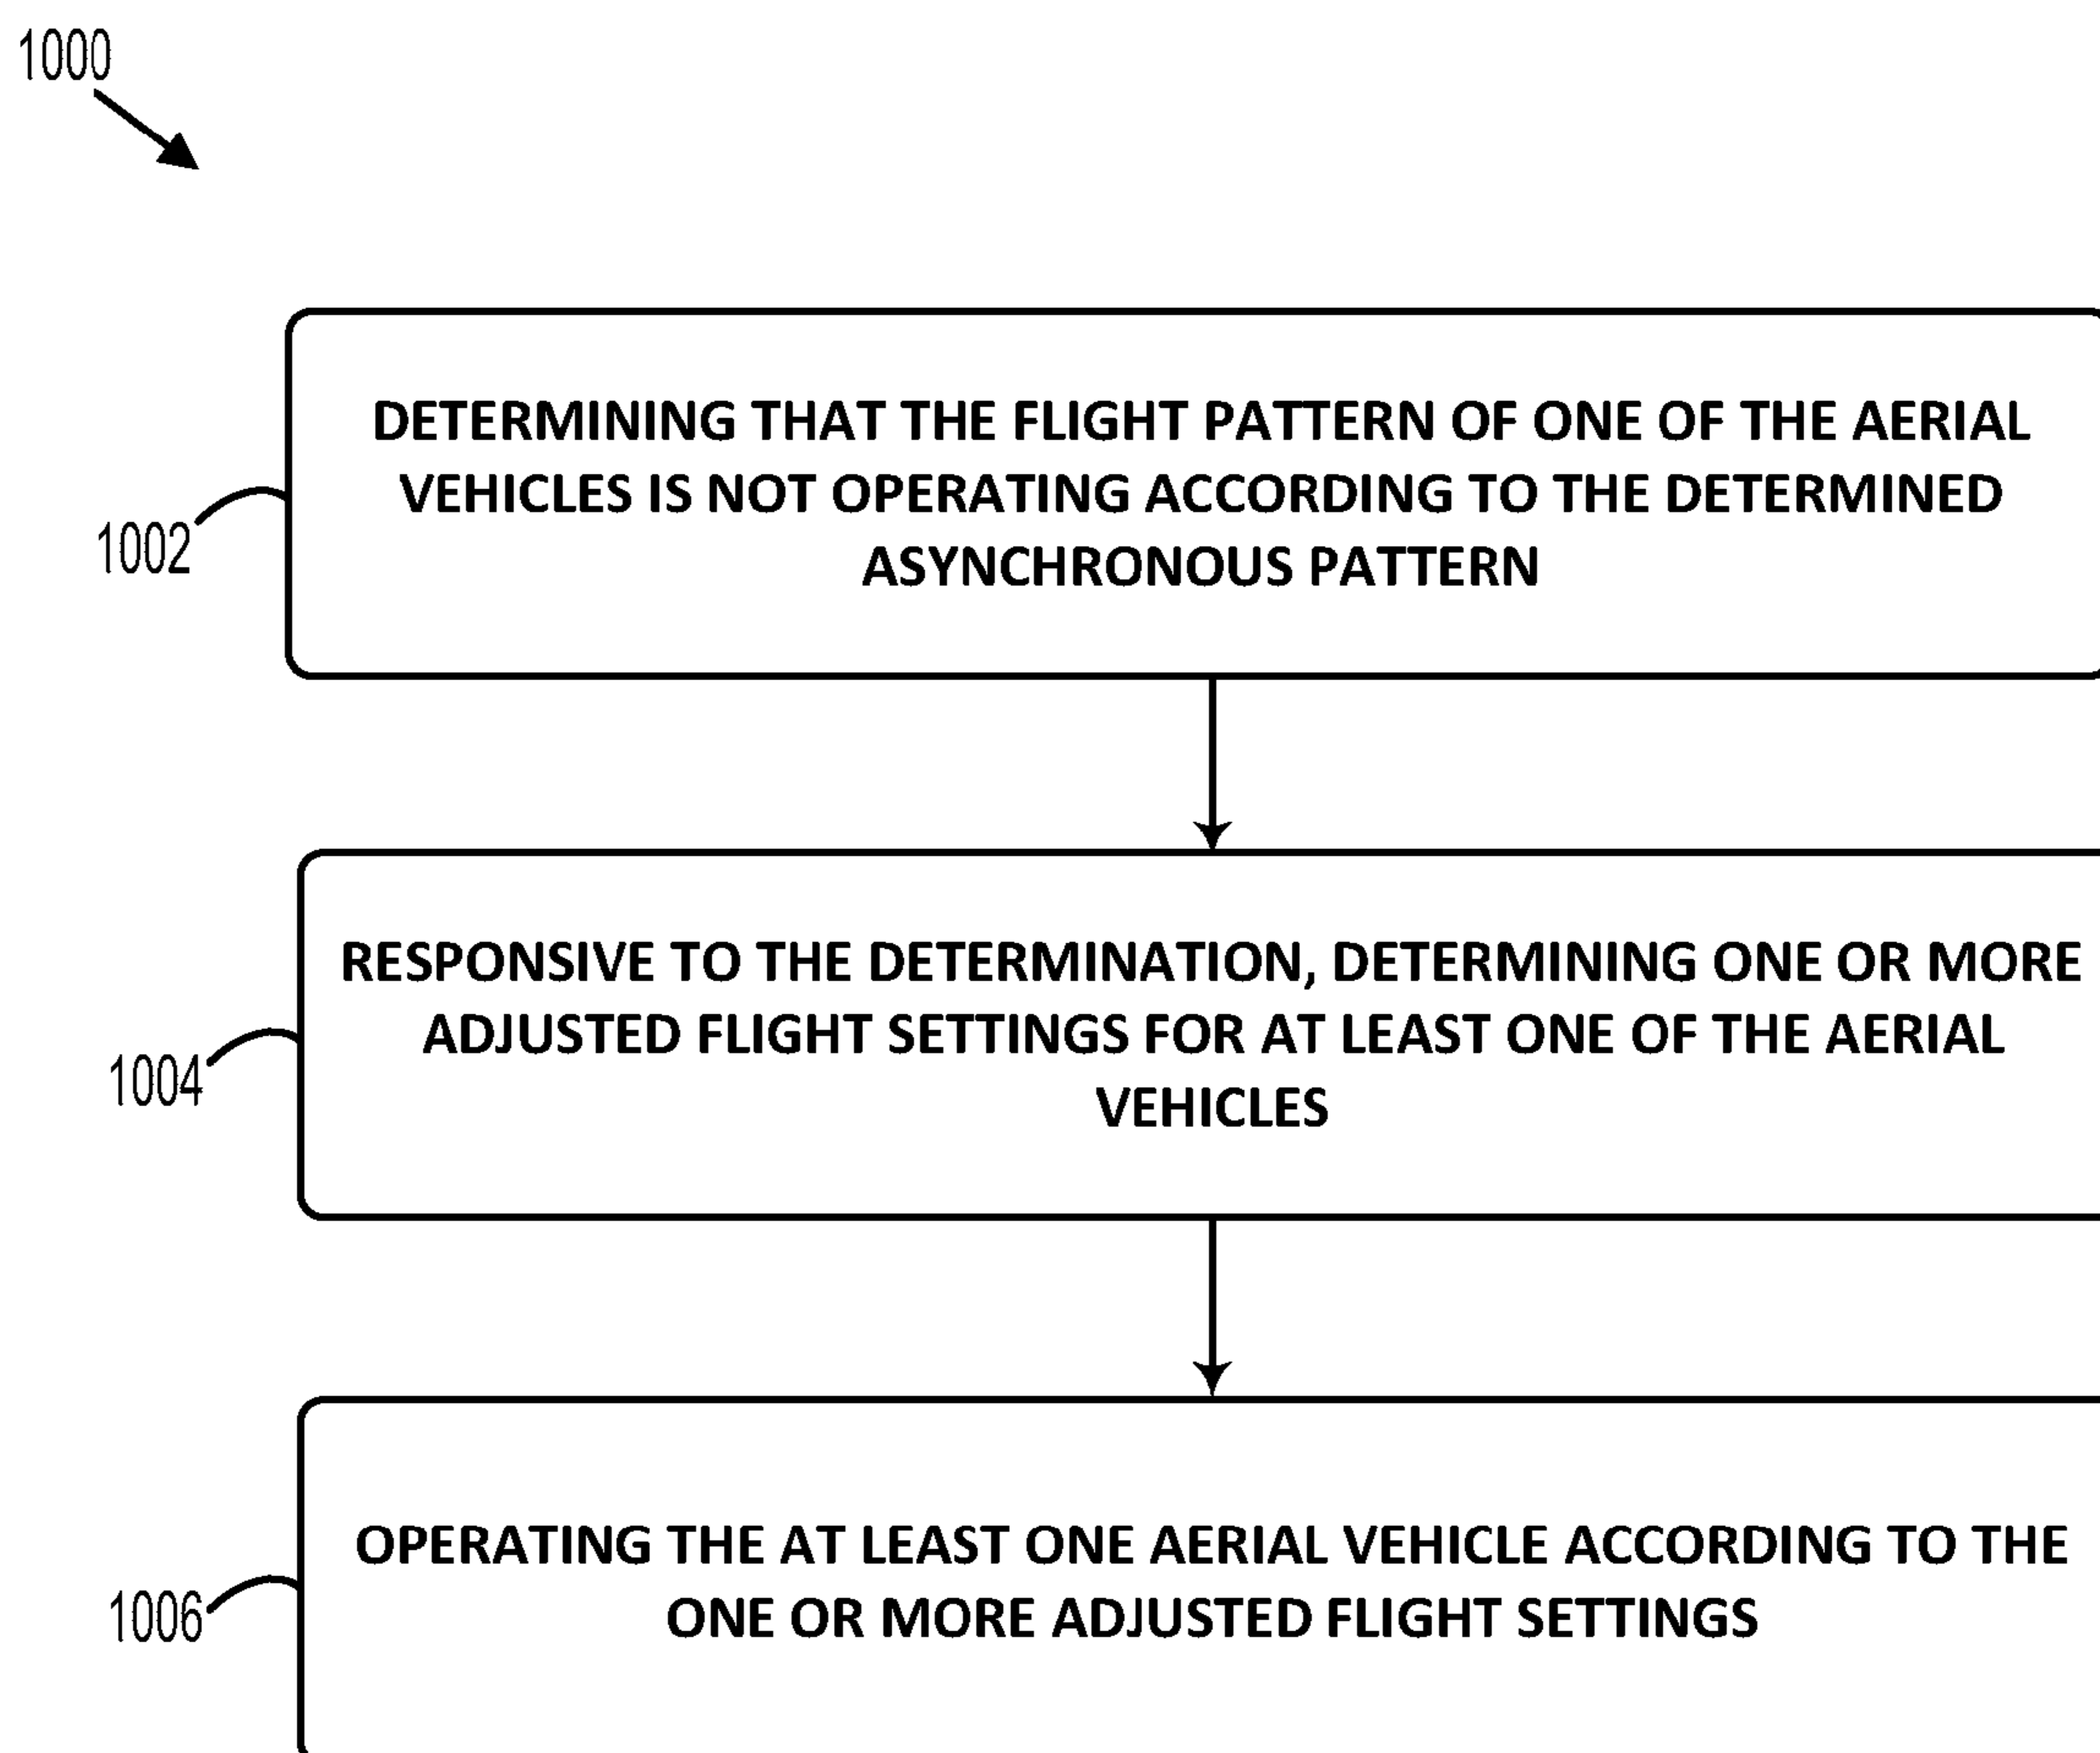 1000
DETERMINING THAT THE FLIGHT PATTERN OF ONE OF THE AERIAL
VEHICLES IS NOT OPERATING ACCORDING TO THE DETERMINED
ASYNCHRONOUS PATTERN
1002
RESPONSIVE TO THE DETERMINATION, DETERMINING ONE OR MORE
ADJUSTED FLIGHT SETTINGS FOR AT LEAST ONE OF THE AERIAL
VEHICLES
1004
OPERATING THE AT LEAST ONE AERIAL VEHICLE ACCORDING TO THE
ONE OR MORE ADJUSTED FLIGHT SETTINGS
1006